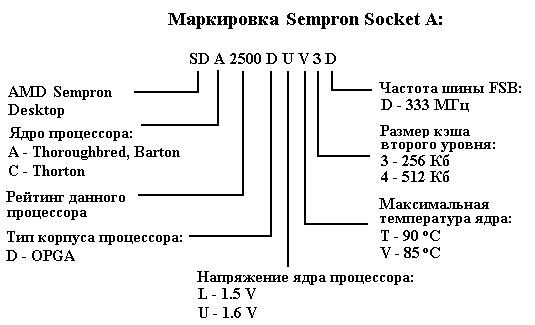 Маркировка Sempron Socket A:
SD A 2500 D U V 3 D
AMD Sempron
Desktop
Ядро процессора:
A - Thoroughbred, Barton
C - Thorton
Рейтинг данного
процессора
Тип корпуса процессора:
D - OPGA
Напряжение ядра процессора:
L - 1.5 V
U - 1.6 V
Частота шины FSB:
D - 333 МГц
Размер кэша
второго уровня:
3 - 256 Кб
4 - 512 Кб
Максимальная
температура ядра:
T - 90 °C
V - 85 °C